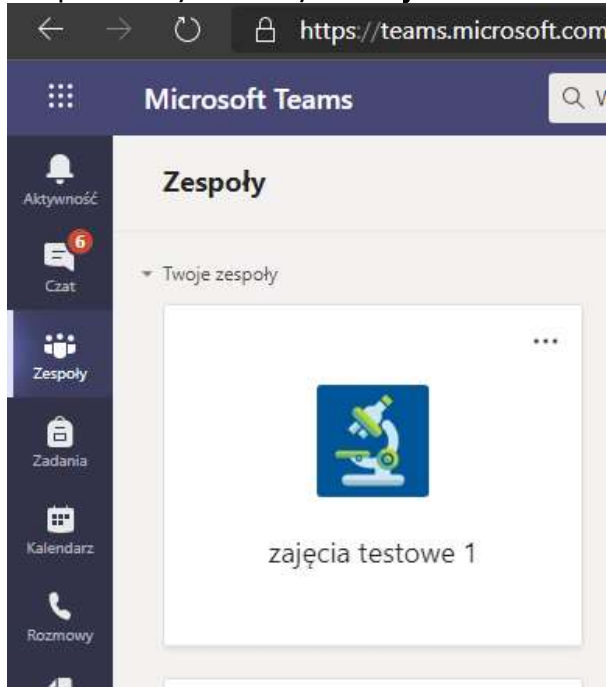 https://teams.microsoft.com
Microsoft Teams
Aktywność
Zespoły
6
Czat
Twoje zespoły
Zespoły
Zadania
Kalendarz
zajęcia testowe 1
Rozmowy